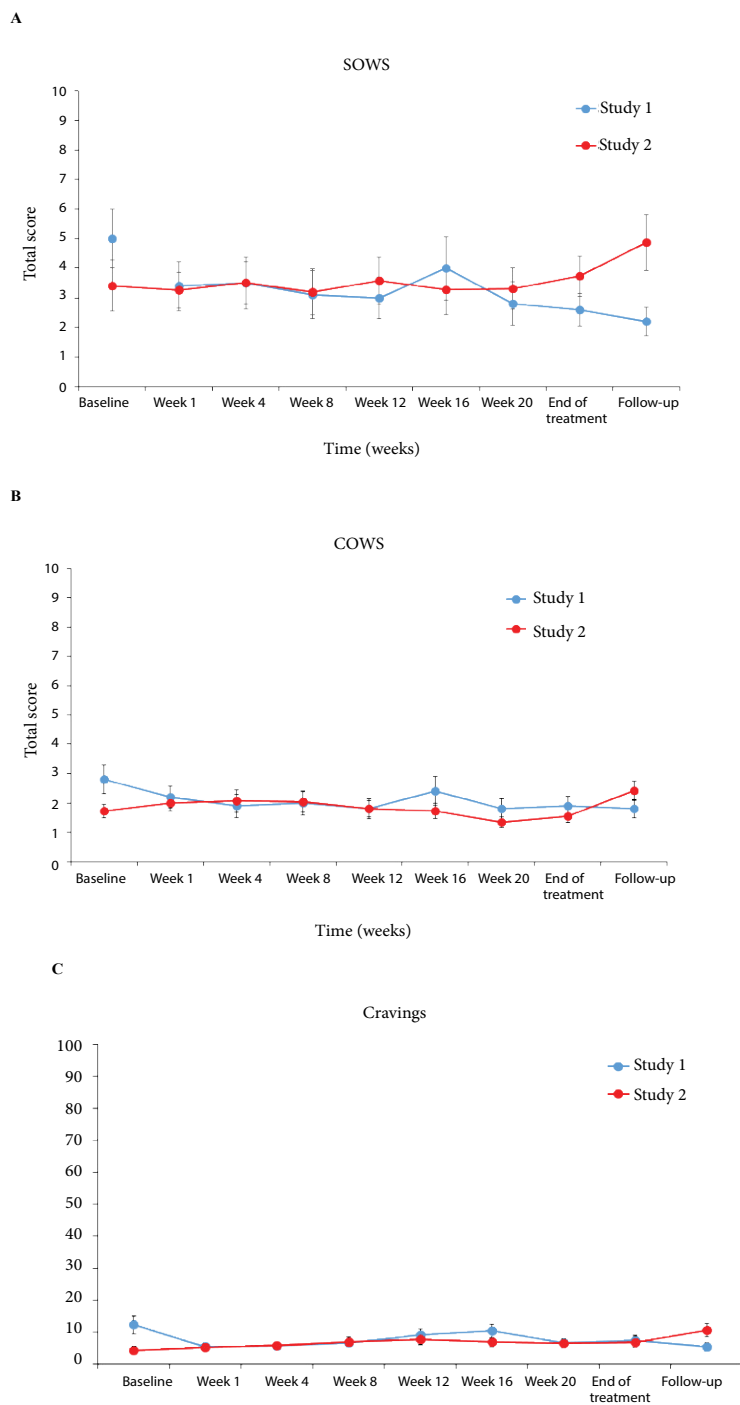 A
SOWS
10
9
8
7
6
5
4
3
2
1
0
Total score
Study 1
Study 2
Baseline Week 1 Week 4 Week 8 Week 12 Week 16 Week 20 End of treatment Follow-up
Time (weeks)
B
COWS
10
9
8
7
6
5
4
3
2
1
0
Total score
Study 1
Study 2
Baseline Week 1 Week 4 Week 8 Week 12 Week 16 Week 20 End of treatment Follow-up
Time (weeks)
C
Cravings
100
90
80
70
60
50
40
30
20
10
0
Study 1
Study 2
Baseline Week 1 Week 4 Week 8 Week 12 Week 16 Week 20 End of treatment Follow-up